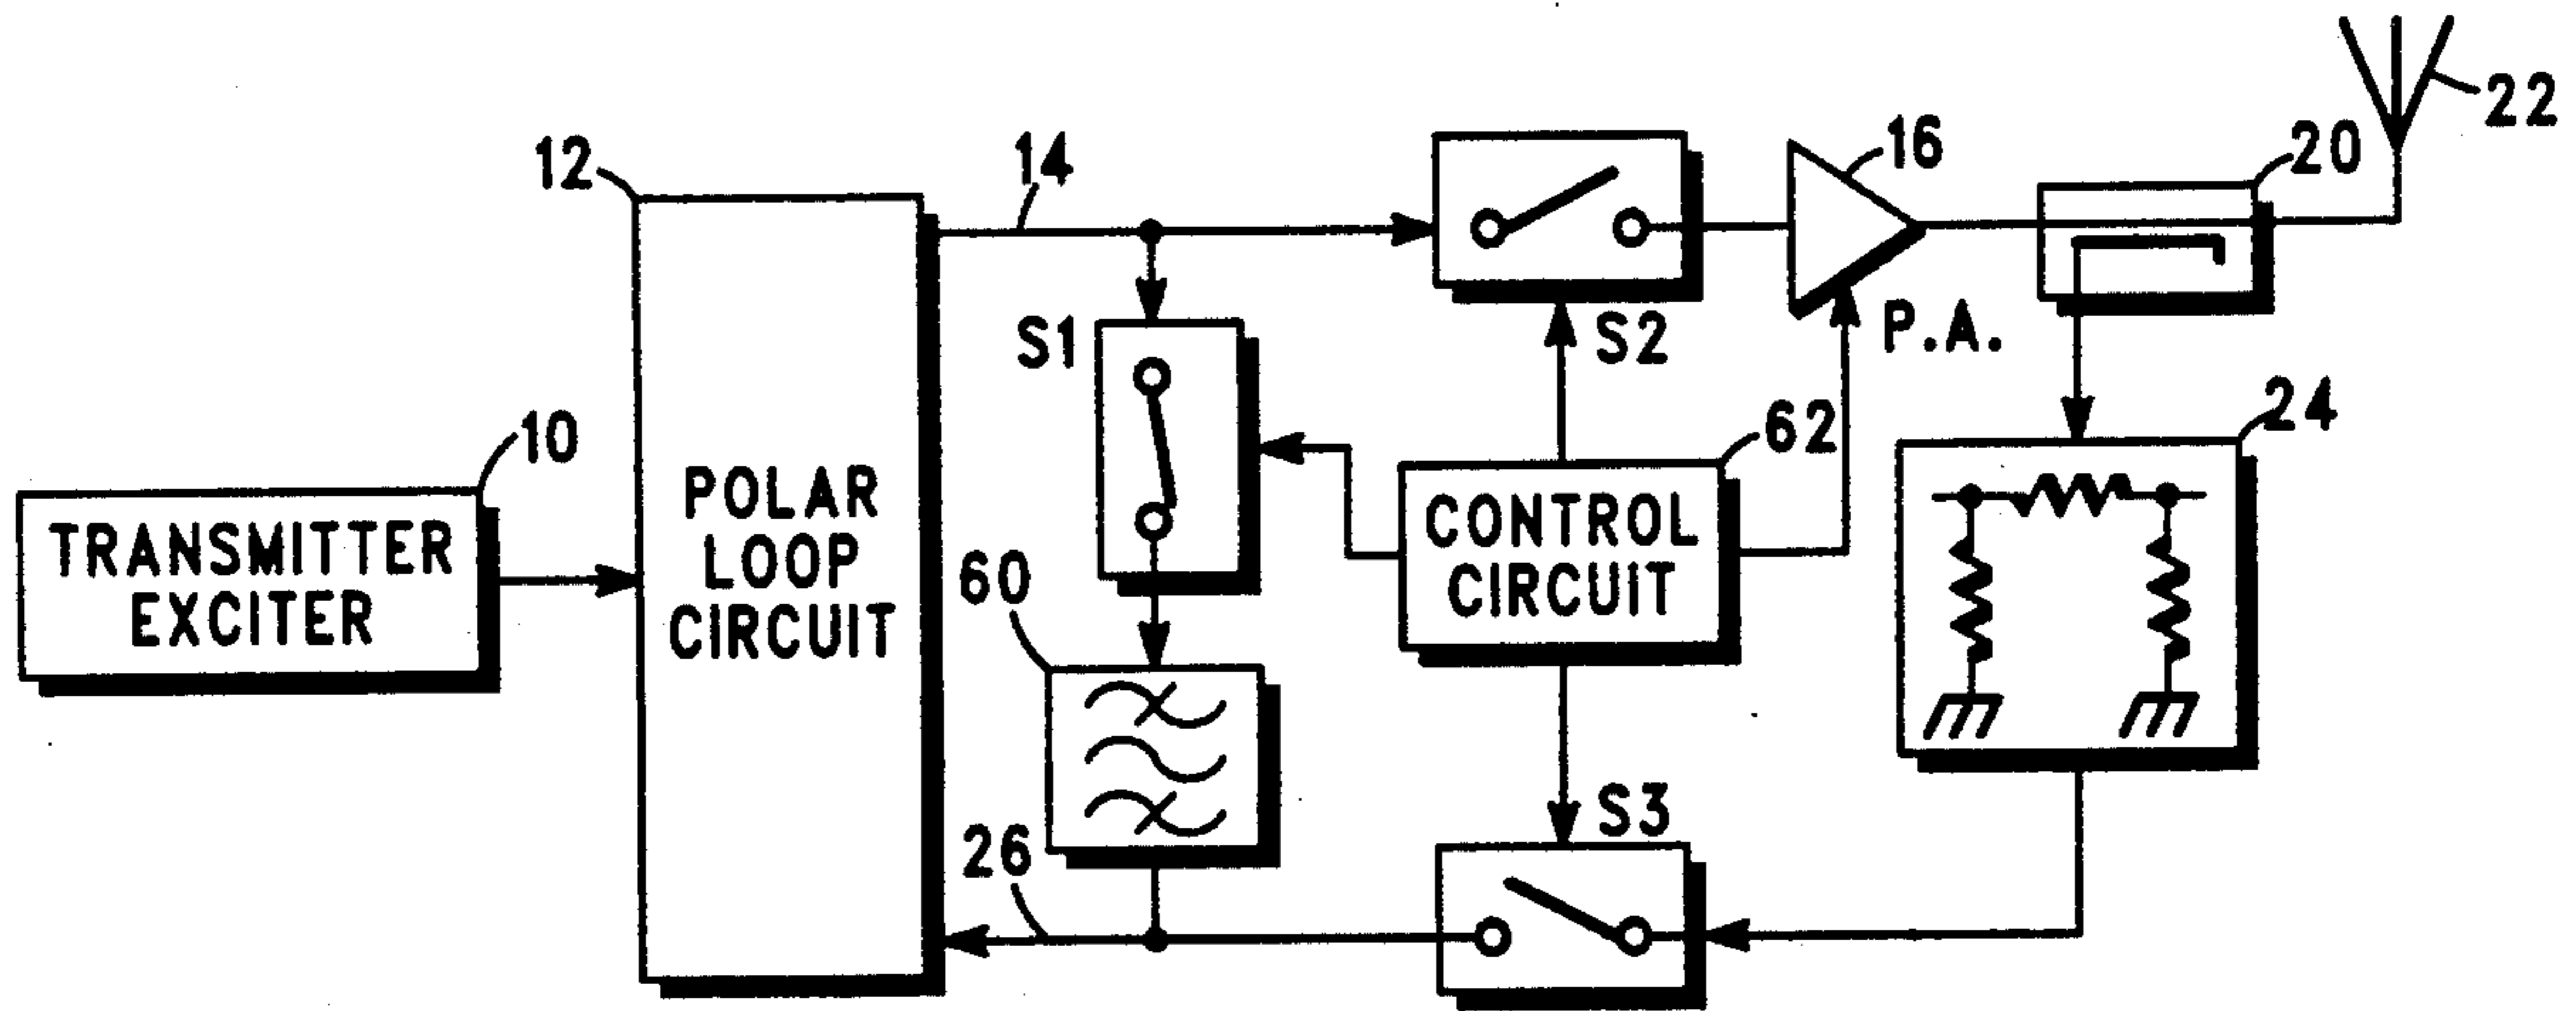 22
12
14
16
20
S1
S2
P.A.
10
62
24
TRANSMITTER
EXCITER
POLAR
LOOP
CIRCUIT
CONTROL
CIRCUIT
60
26
S3